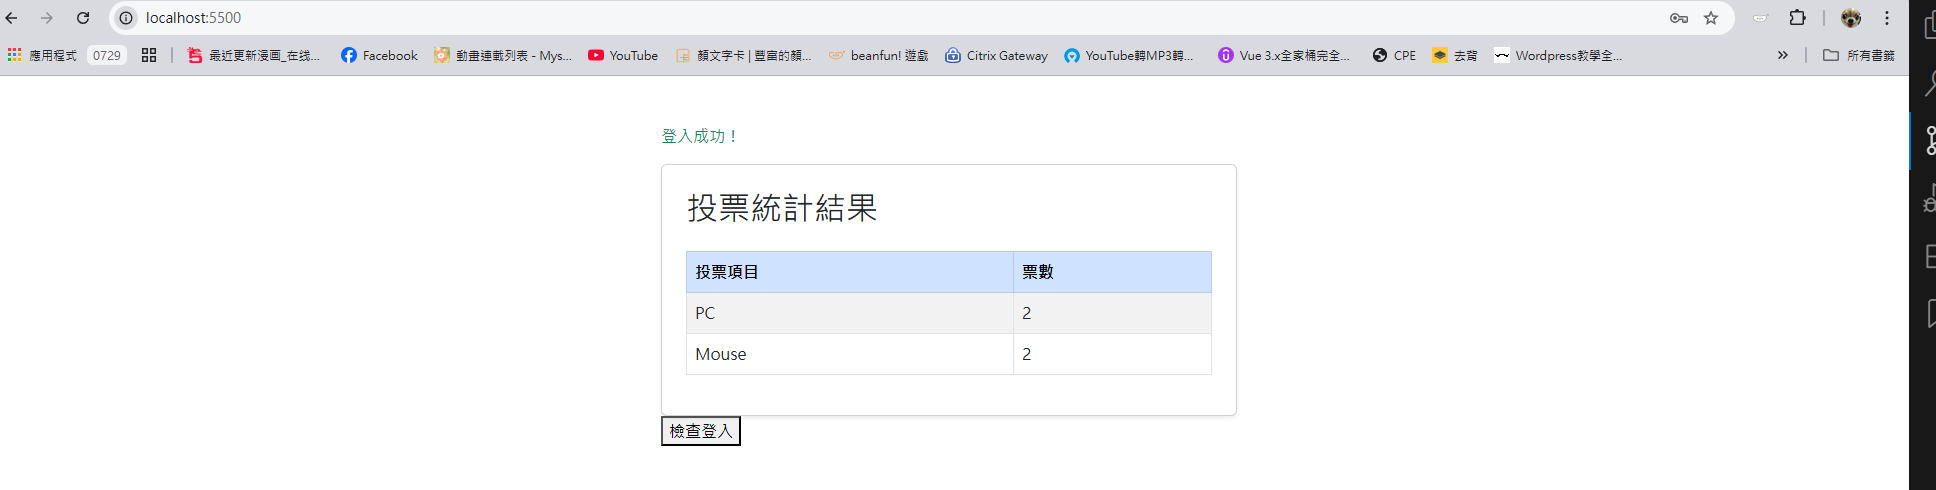 localhost:5500
應用程式 0729 最近更新漫画_在线... Facebook 動畫連載列表 - Mys... YouTube 顏文字卡 | 豐富的顏... beanfun! 遊戲 Citrix Gateway YouTube轉MP3轉... Vue 3.x全家桶完全... CPE 去背 Wordpress教學全... » 所有書籤
登入成功！
投票統計結果
投票項目 票數
PC 2
Mouse 2
檢查登入